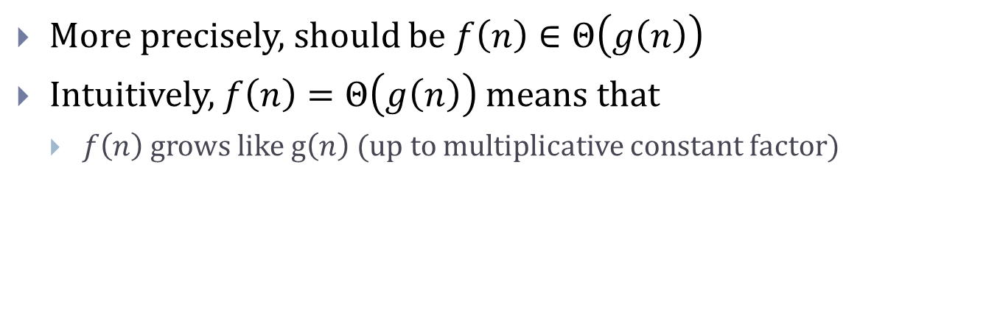 More precisely, should be f(n) ∈ Θ(g(n))
Intuitively, f(n) = Θ(g(n)) means that
f(n) grows like g(n) (up to multiplicative constant factor)